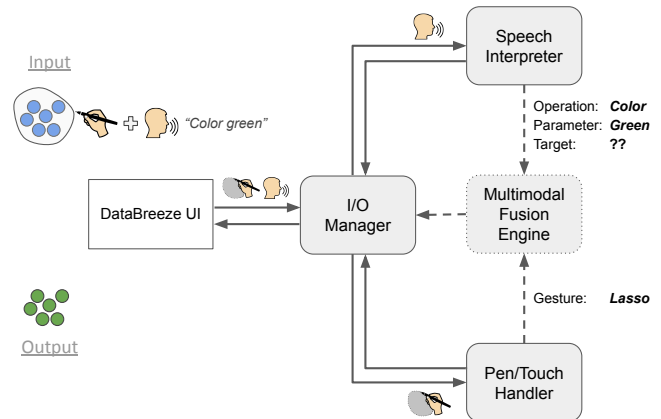 Input
“Color green”
Speech
Interpreter
Operation: Color
Parameter: Green
Target: ??
DataBreeze UI
I/O
Manager
Multimodal
Fusion
Engine
Gesture: Lasso
Output
Pen/Touch
Handler